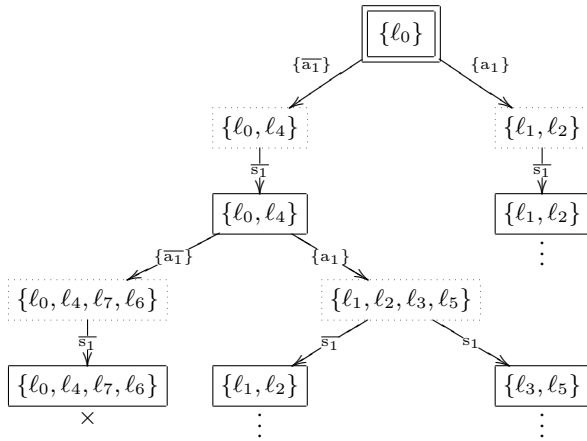 {ℓ₀}
{a̅₁̅} {a₁}
{ℓ₀, ℓ₄} {ℓ₁, ℓ₂}
s̅₁̅ s̅₁̅
{ℓ₀, ℓ₄} {ℓ₁, ℓ₂}
{a̅₁̅} {a₁} ⋮
{ℓ₀, ℓ₄, ℓ₇, ℓ₆} {ℓ₁, ℓ₂, ℓ₃, ℓ₅}
s̅₁̅ s̅₁̅ s₁
{ℓ₀, ℓ₄, ℓ₇, ℓ₆} {ℓ₁, ℓ₂} {ℓ₃, ℓ₅}
× ⋮ ⋮